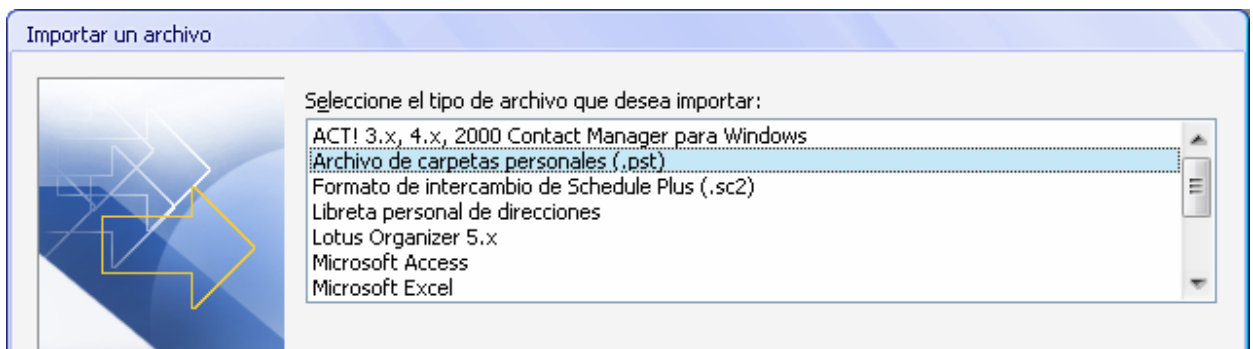 Importar un archivo
Seleccione el tipo de archivo que desea importar:
ACT! 3.x, 4.x, 2000 Contact Manager para Windows
Archivo de carpetas personales (.pst)
Formato de intercambio de Schedule Plus (.sc2)
Libreta personal de direcciones
Lotus Organizer 5.x
Microsoft Access
Microsoft Excel